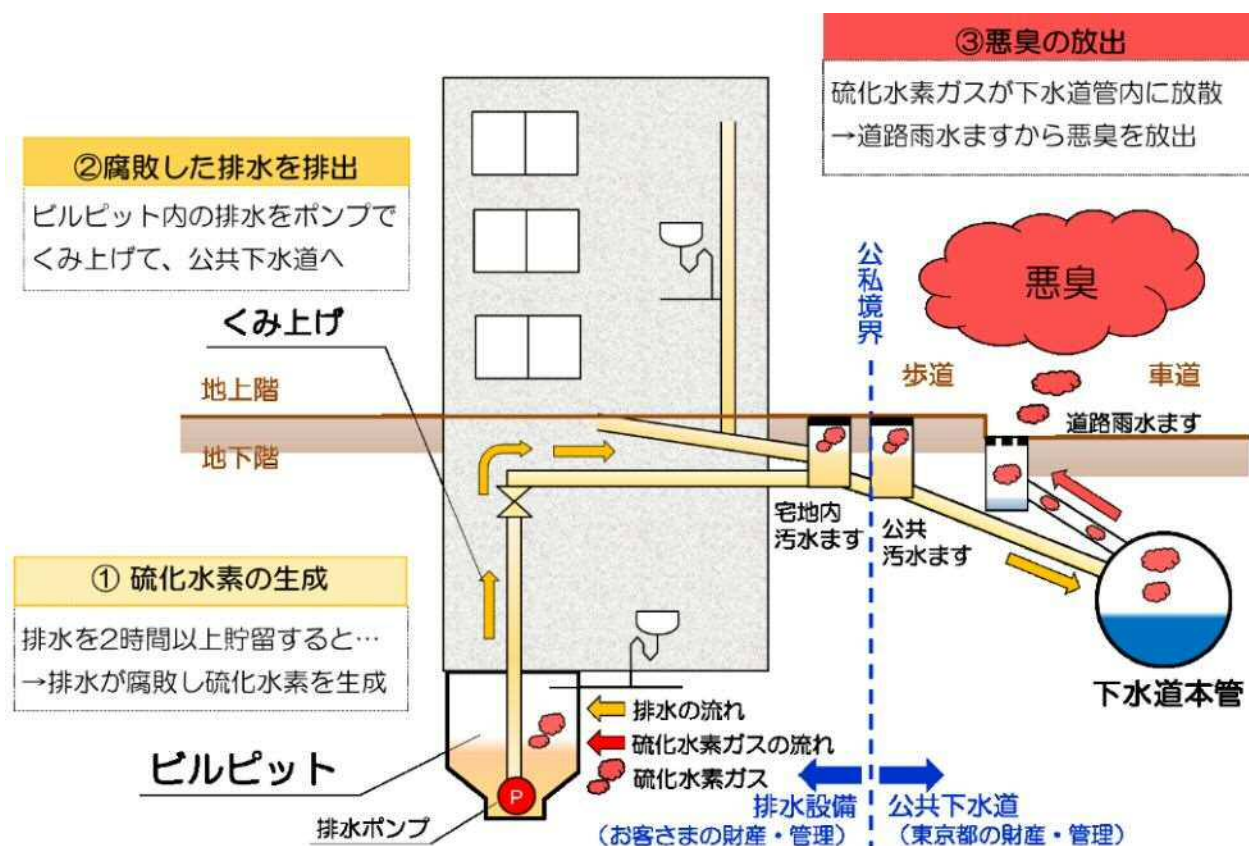 ③悪臭の放出
硫化水素ガスが下水道管内に放散
→道路雨水ますから悪臭を放出
②腐敗した排水を排出
ビルピット内の排水をポンプで
くみ上げて、公共下水道へ
くみ上げ
公私境界
悪臭
歩道
車道
地上階
道路雨水ます
地下階
宅地内
汚水ます
公共
汚水ます
① 硫化水素の生成
排水を2時間以上貯留すると…
→排水が腐敗し硫化水素を生成
下水道本管
排水の流れ
硫化水素ガスの流れ
硫化水素ガス
ビルピット
P
排水ポンプ
排水設備
(お客さまの財産・管理)
公共下水道
(東京都の財産・管理)